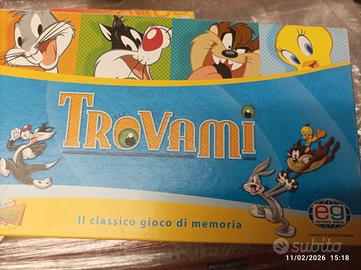 TROVAMI
Il classico gioco di memoria
eg
subito
11/02/2026 15:18